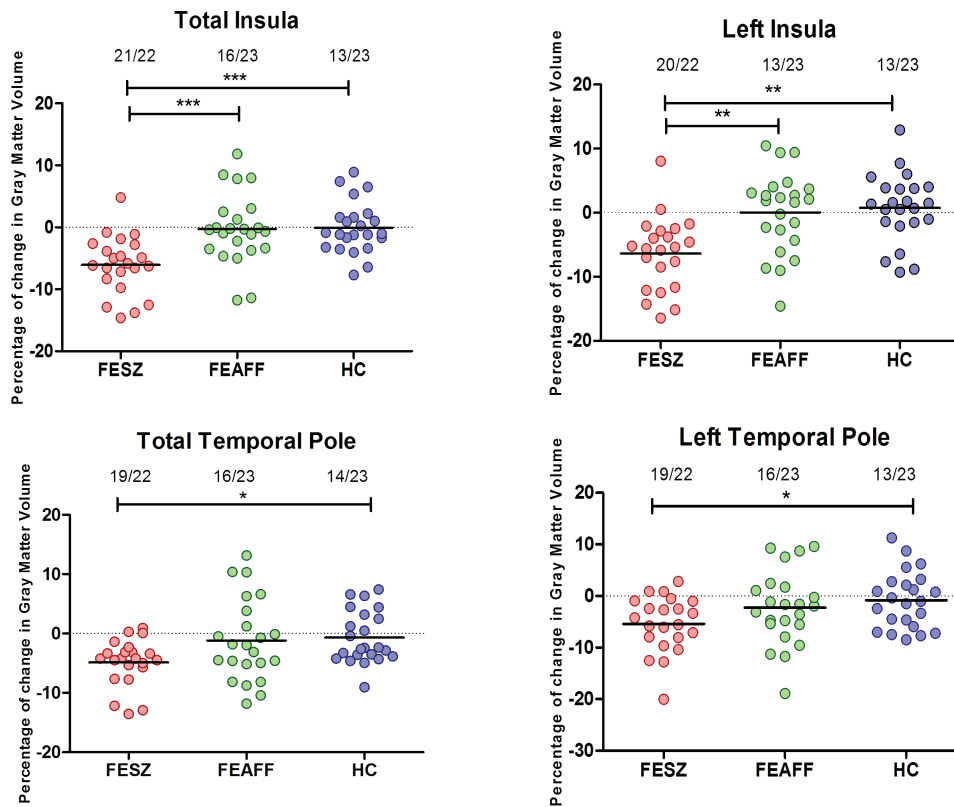 Total Insula
21/22 16/23 13/23
***
***
Percentage of change in Gray Matter Volume
20
10
0
-10
-20
FESZ FEAFF HC
Left Insula
20/22 13/23 13/23
**
**
Percentage of change in Gray Matter Volume
20
10
0
-10
-20
FESZ FEAFF HC
Total Temporal Pole
19/22 16/23 14/23
*
Percentage of change in Gray Matter Volume
20
10
0
-10
-20
FESZ FEAFF HC
Left Temporal Pole
19/22 16/23 13/23
*
Percentage of change in Gray Matter Volume
20
10
0
-10
-20
-30
FESZ FEAFF HC